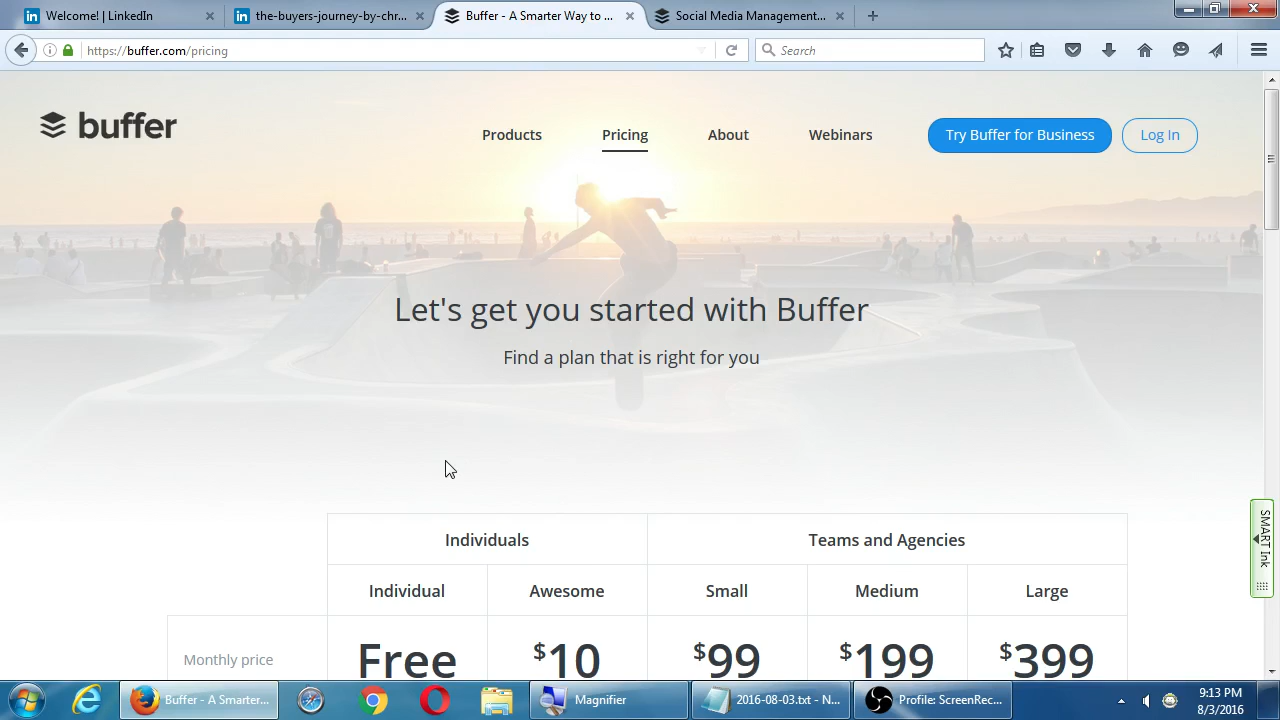 Welcome! | LinkedIn
the-buyers-journey-by-chr...
Buffer - A Smarter Way to ...
Social Media Management...
https://buffer.com/pricing
Search
buffer
Products
Pricing
About
Webinars
Try Buffer for Business
Log In
Let's get you started with Buffer
Find a plan that is right for you
Individuals
Teams and Agencies
Individual
Awesome
Small
Medium
Large
Monthly price
Free
$10
$99
$199
$399
SMART Ink
Buffer - A Smarter...
Magnifier
2016-08-03.txt - N...
Profile: ScreenRec...
9:13 PM
8/3/2016